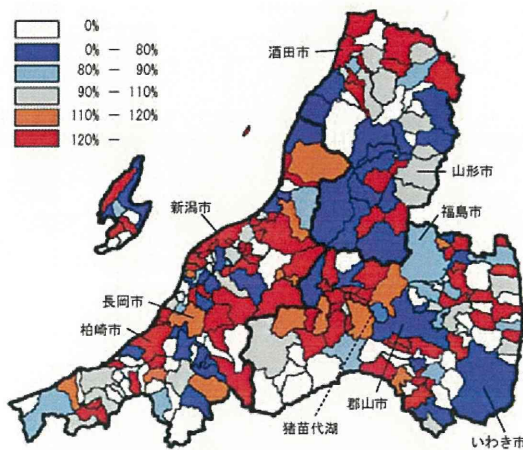 0%
0% － 80%
80% － 90%
90% － 110%
110% － 120%
120% －
酒田市
山形市
新潟市
福島市
長岡市
柏崎市
郡山市
猪苗代湖
いわき市